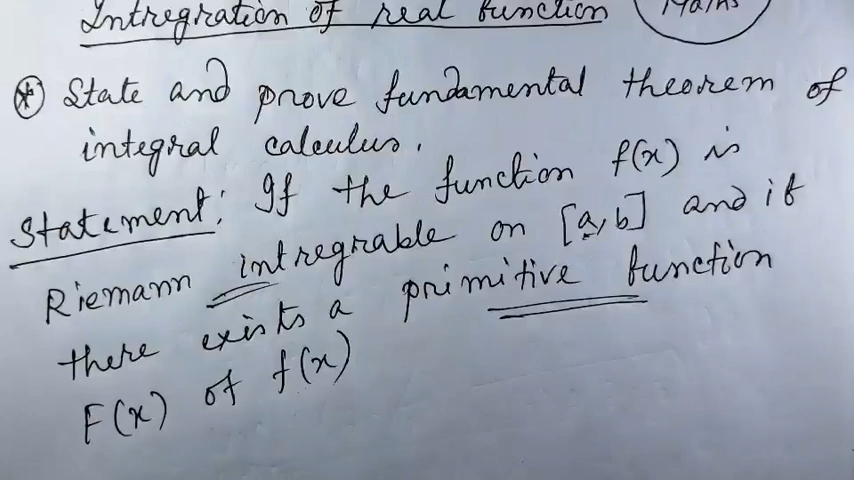 Intregration of real function
Maths
* State and prove fundamental theorem of
integral calculus.
Statement: If the function f(x) is
Riemann intregrable on [a,b] and if
there exists a primitive function
F(x) of f(x)